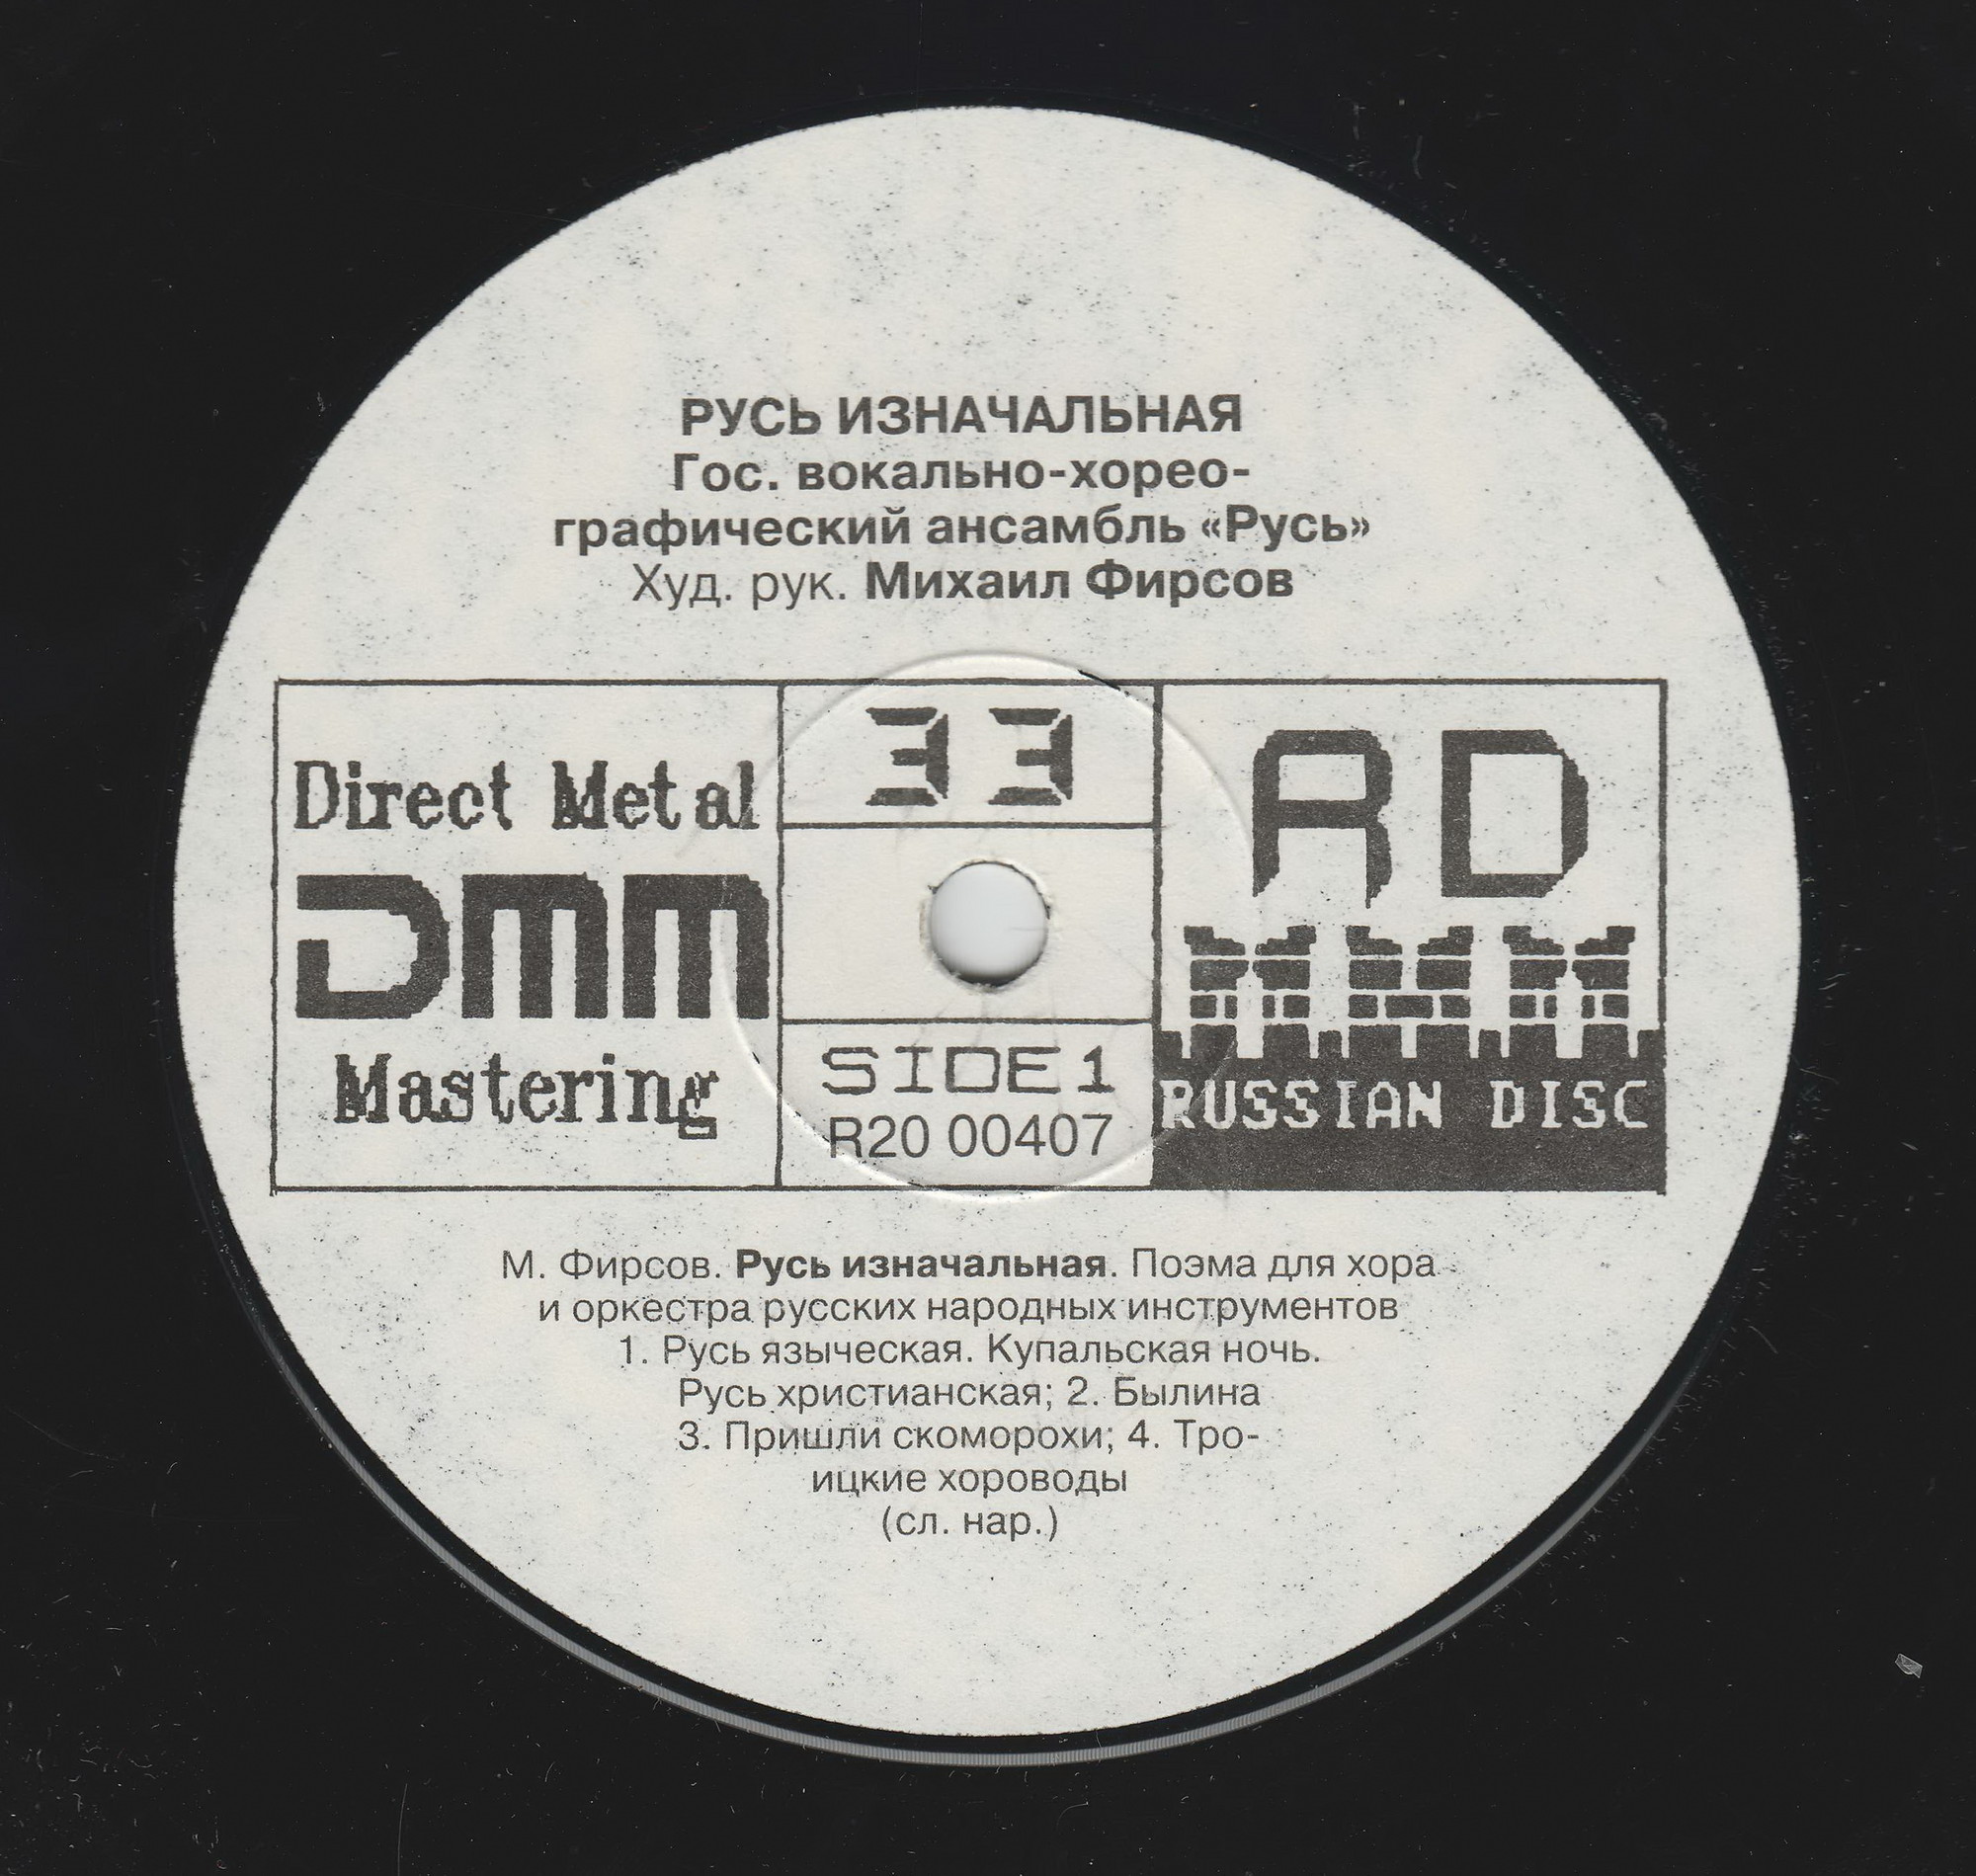 РУСЬ ИЗНАЧАЛЬНАЯ
Гос. вокально-хорео-
графический ансамбль «Русь»
Худ. рук. Михаил Фирсов
Direct Metal
DMM
Mastering
33
SIDE 1
R20 00407
RD
RUSSIAN DISC
М. Фирсов. Русь изначальная. Поэма для хора
и оркестра русских народных инструментов
1. Русь языческая. Купальская ночь.
Русь христианская; 2. Былина
3. Пришли скоморохи; 4. Тро-
ицкие хороводы
(сл. нар.)